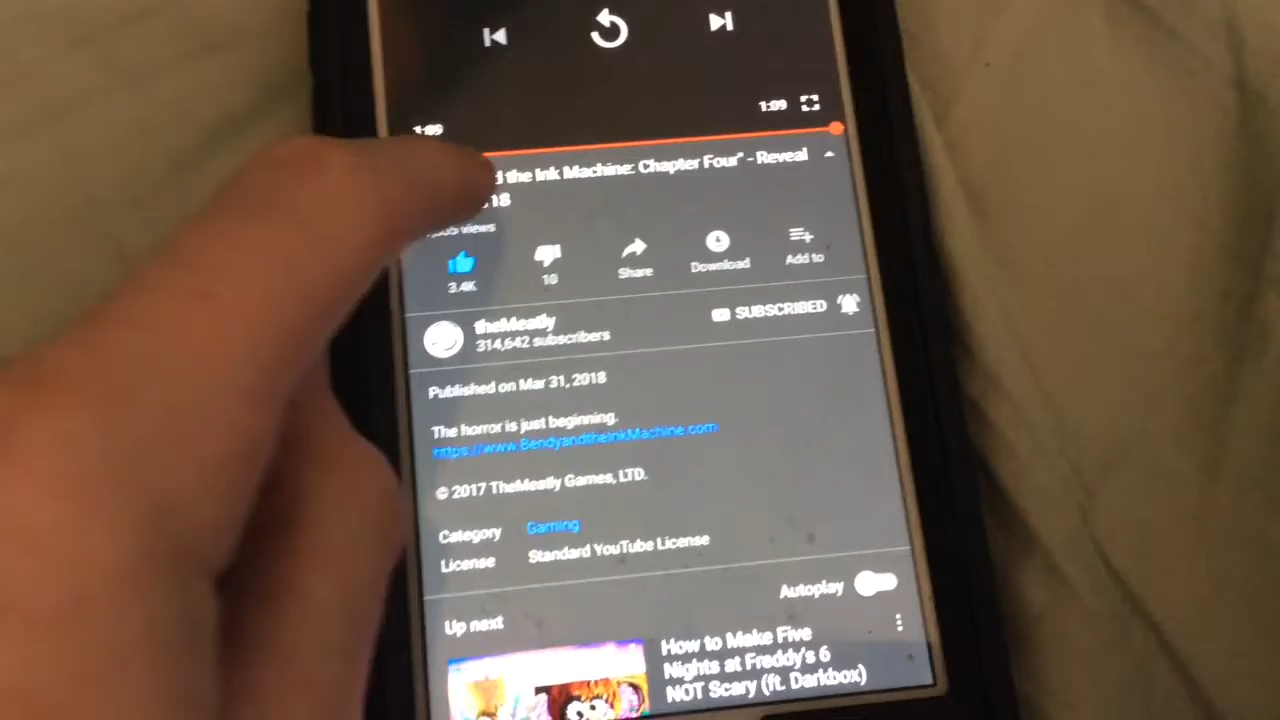 1:09
1:09
the Ink Machine: Chapter Four" - Reveal
18
views
3.4K
10
Share
Download
Add to
theMeatly
314,642 subscribers
SUBSCRIBED
Published on Mar 31, 2018
The horror is just beginning.
https://www.BendyandtheInkMachine.com
© 2017 TheMeatly Games, LTD.
Category
Gaming
License
Standard YouTube License
Autoplay
Up next
How to Make Five
Nights at Freddy's 6
NOT Scary (ft. Darkbox)